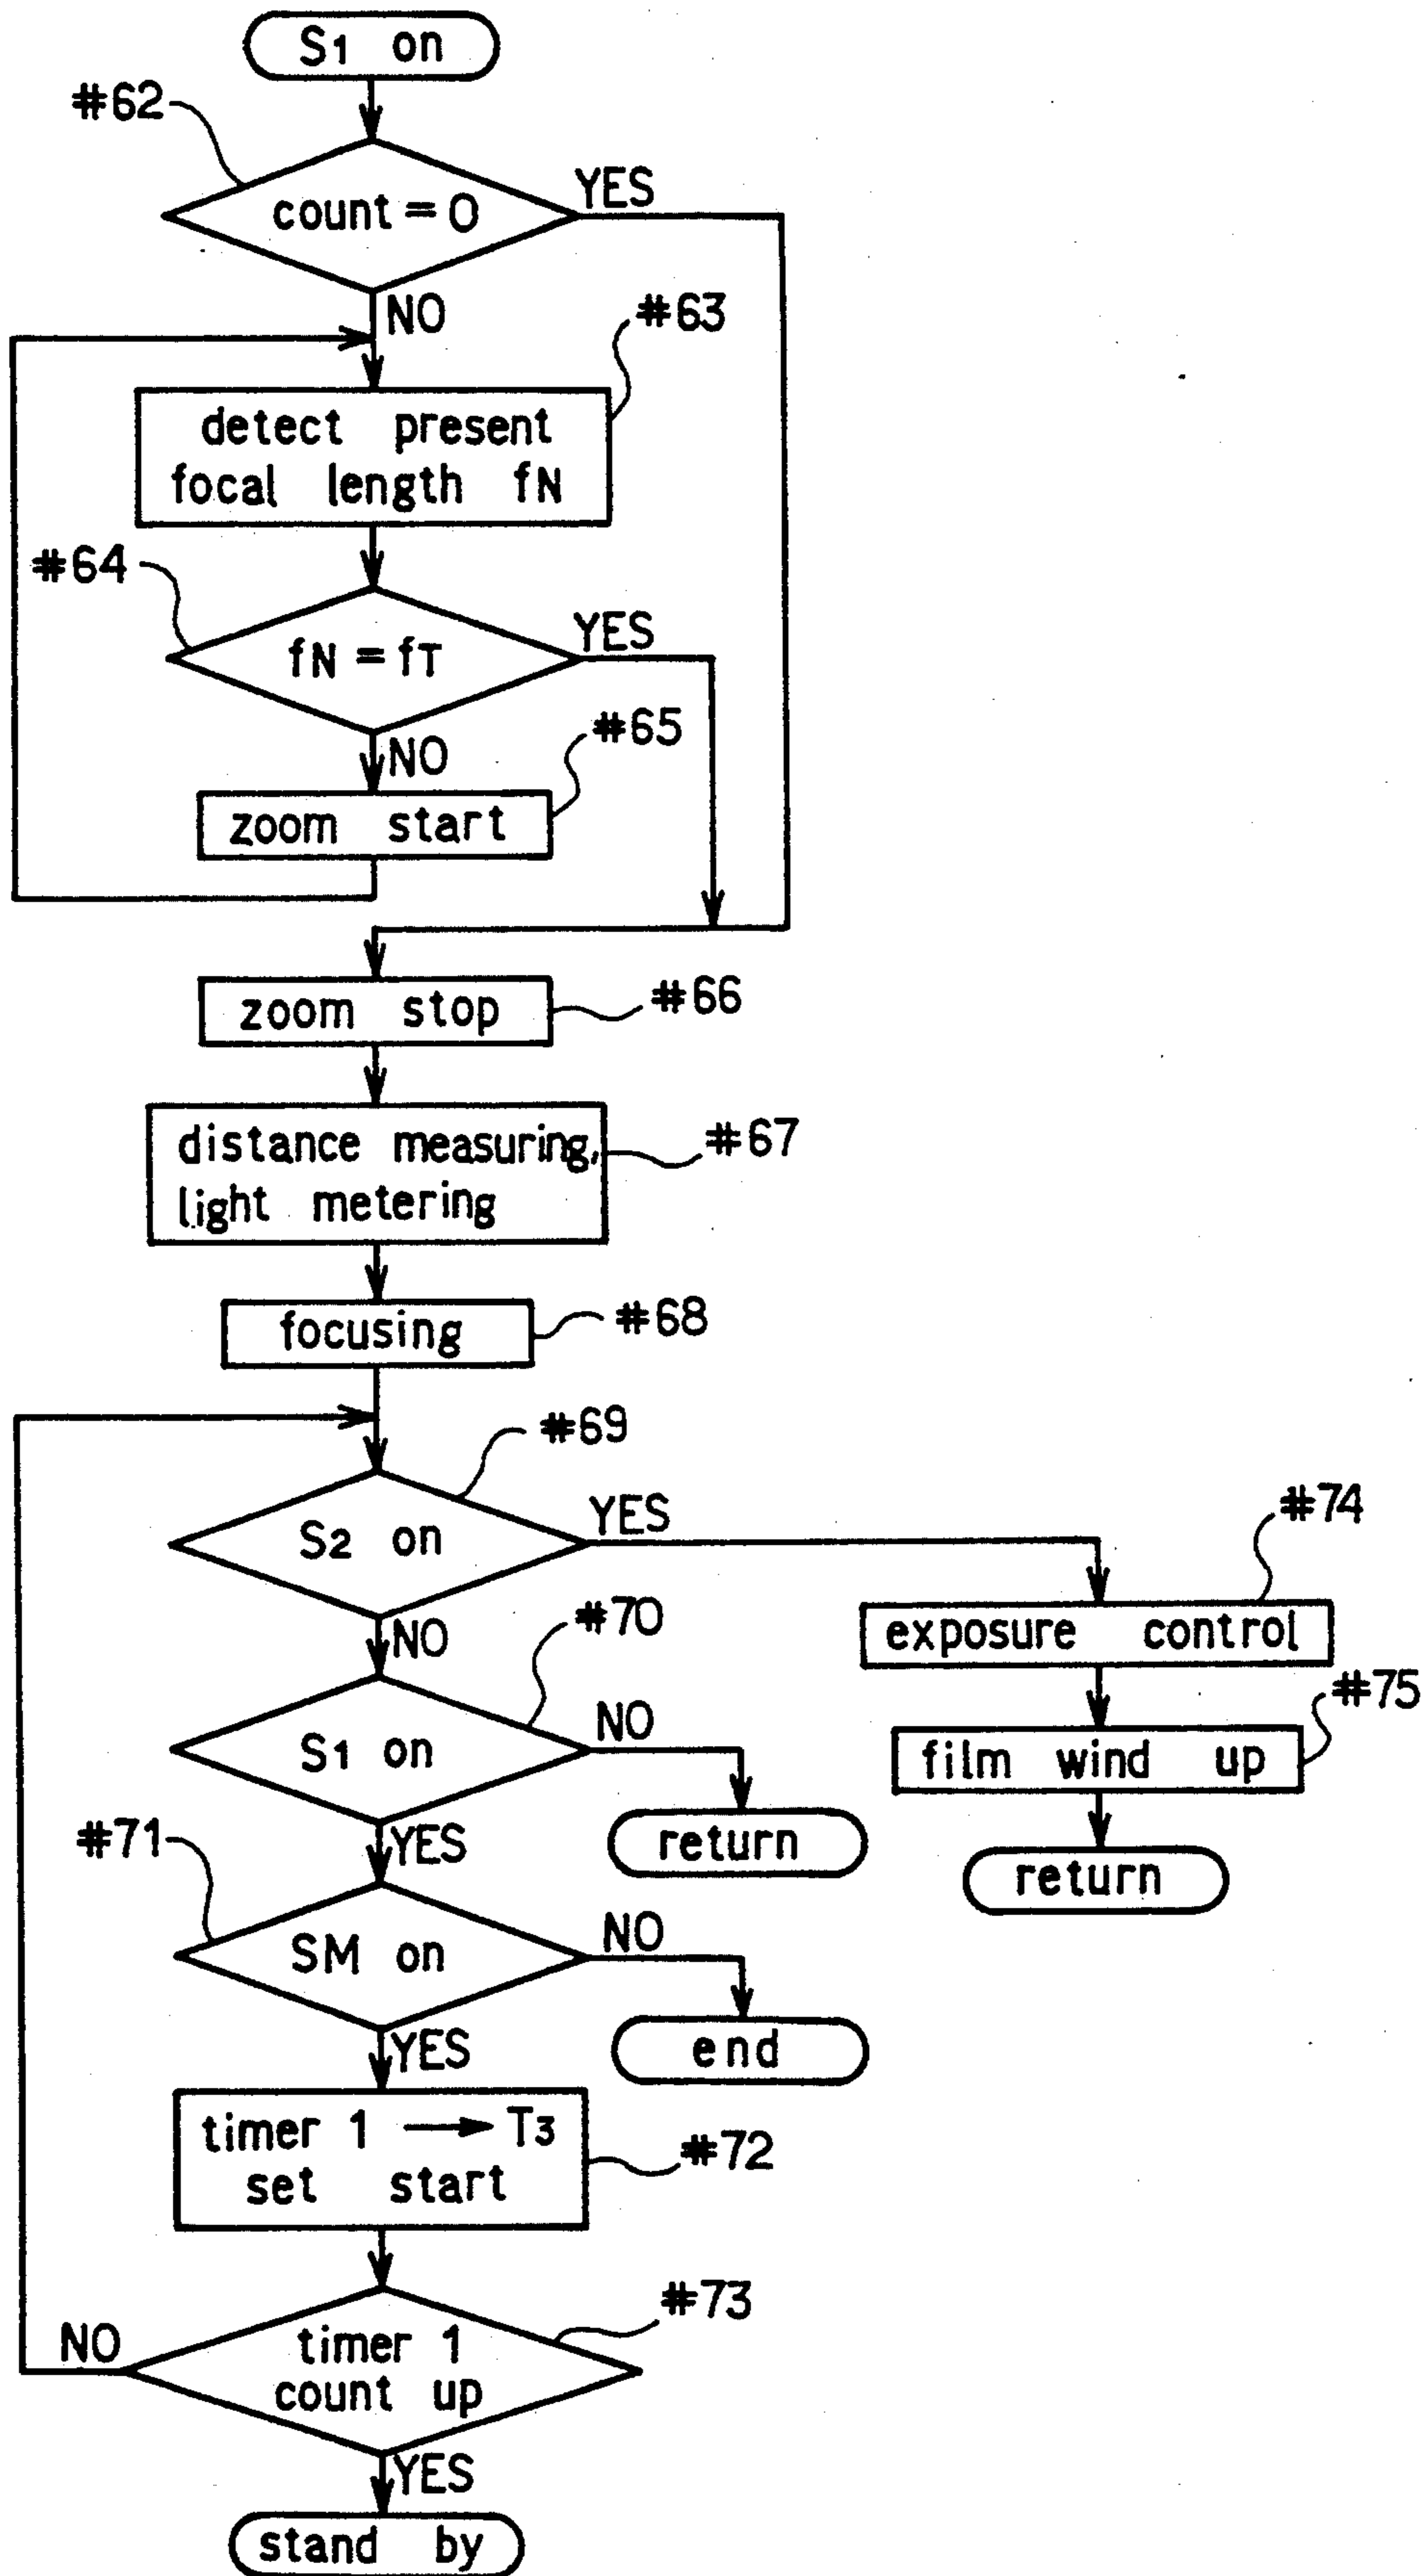 S1 on
#62
count = 0
YES
NO
#63
detect present
focal length fN
#64
fN = fT
YES
NO
#65
zoom start
zoom stop
#66
distance measuring,
light metering
#67
focusing
#68
#69
S2 on
YES
#74
exposure control
NO
#70
#75
S1 on
NO
film wind up
#71
YES
return
return
SM on
NO
YES
end
timer 1 → T3
set start
#72
#73
NO
timer 1
count up
YES
stand by